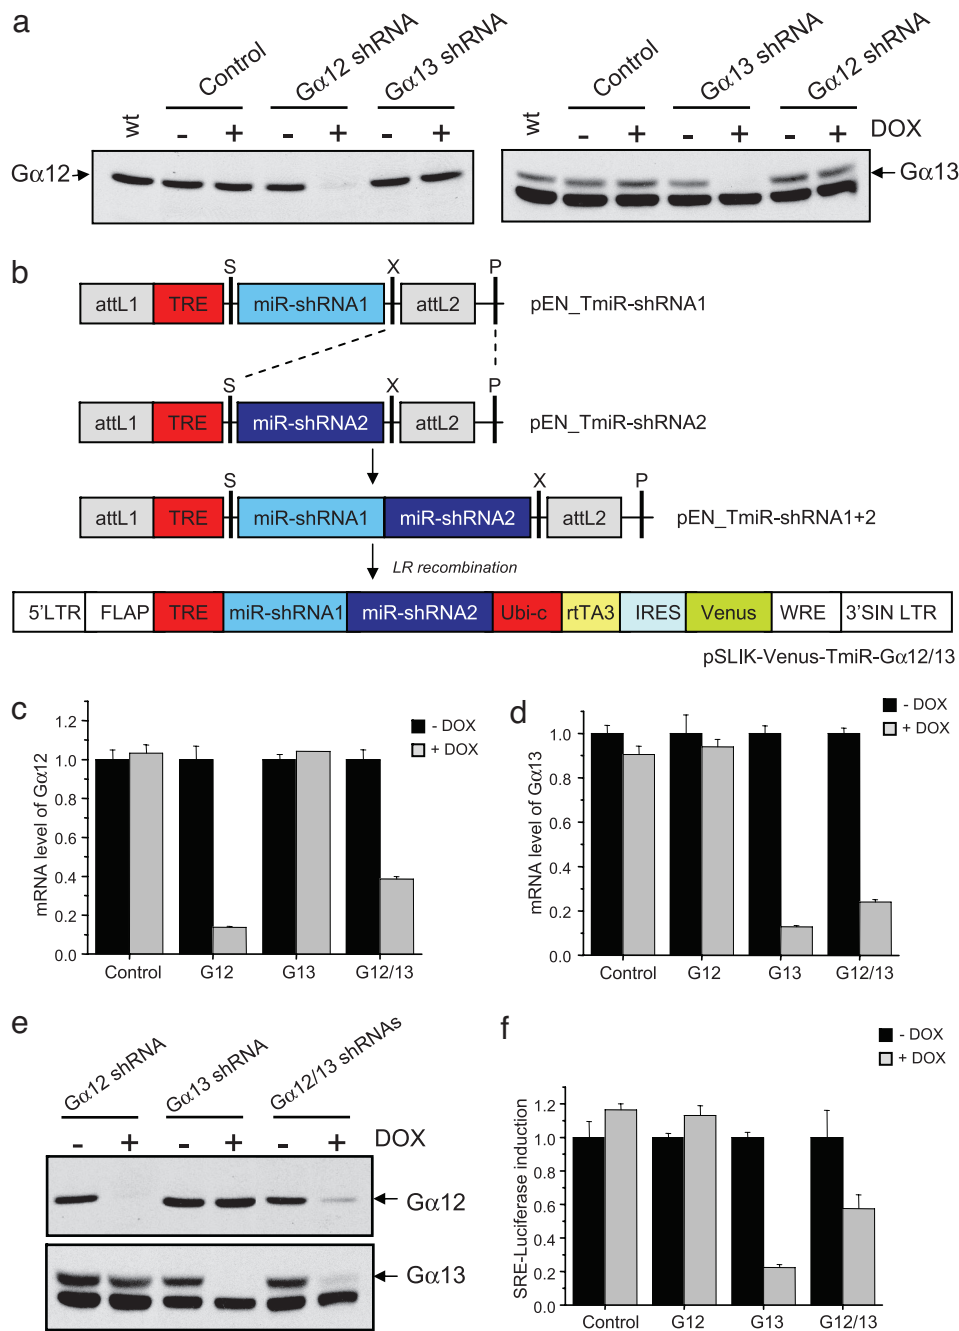 a
Control
Gα12 shRNA
Gα13 shRNA
wt - + - + - +
Gα12
Control
Gα13 shRNA
Gα12 shRNA
wt - + - + - + DOX
Gα13
b
S X P
attL1 TRE miR-shRNA1 attL2 pEN_TmiR-shRNA1
S X P
attL1 TRE miR-shRNA2 attL2 pEN_TmiR-shRNA2
S X P
attL1 TRE miR-shRNA1 miR-shRNA2 attL2 pEN_TmiR-shRNA1+2
LR recombination
5'LTR FLAP TRE miR-shRNA1 miR-shRNA2 Ubi-c rtTA3 IRES Venus WRE 3'SIN LTR
pSLIK-Venus-TmiR-Gα12/13
c
- DOX
+ DOX
mRNA level of Gα12
1.2
1.0
0.8
0.6
0.4
0.2
0.0
Control G12 G13 G12/13
d
- DOX
+ DOX
mRNA level of Gα13
1.0
0.8
0.6
0.4
0.2
0.0
Control G12 G13 G12/13
e
Gα12 shRNA
Gα13 shRNA
Gα12/13 shRNAs
- + - + - + DOX
Gα12
Gα13
f
- DOX
+ DOX
SRE-Luciferase induction
1.2
1.0
0.8
0.6
0.4
0.2
0.0
Control G12 G13 G12/13